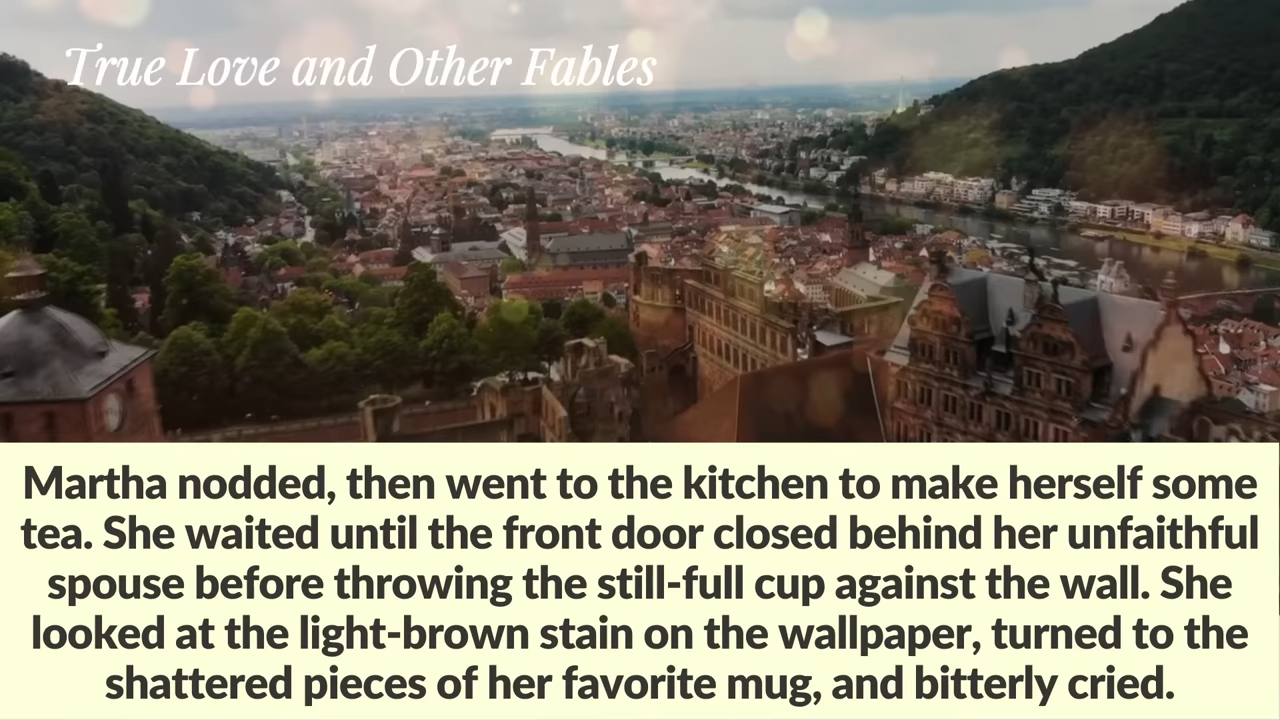 True Love and Other Fables
Martha nodded, then went to the kitchen to make herself some
tea. She waited until the front door closed behind her unfaithful
spouse before throwing the still-full cup against the wall. She
looked at the light-brown stain on the wallpaper, turned to the
shattered pieces of her favorite mug, and bitterly cried.